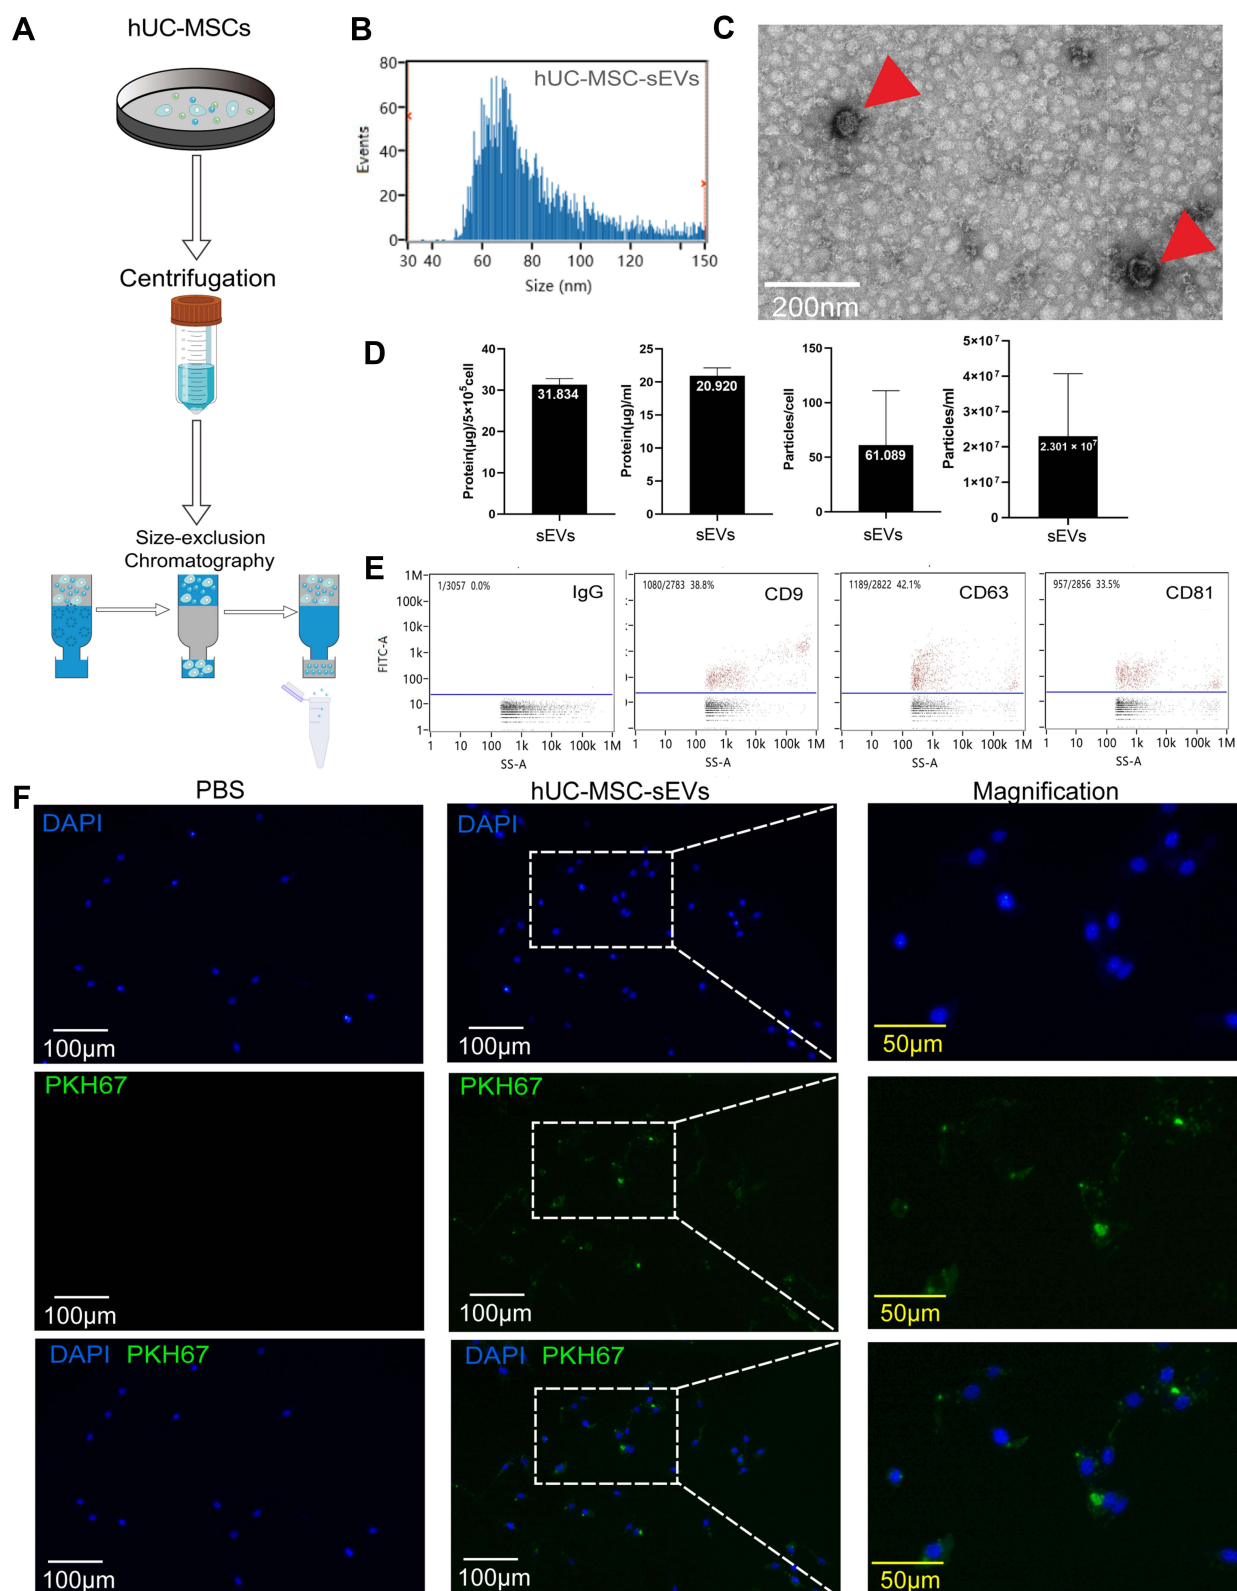 A
hUC-MSCs
Centrifugation
Size-exclusion
Chromatography
B
hUC-MSC-sEVs
Events
80
60
40
20
0
30 40 60 80 100 120 150
Size (nm)
C
200nm
D
Protein(μg)/5×10⁵cell
40
30
20
10
0
31.834
sEVs
Protein(μg)/ml
25
20
15
10
5
0
20.920
sEVs
Particles/cell
150
100
50
0
61.089
sEVs
Particles/ml
5×10⁷
4×10⁷
3×10⁷
2×10⁷
1×10⁷
0
2.301 × 10⁷
sEVs
E
FITC-A
1M
100k
10k
1k
100
10
1
1/3057 0.0%
IgG
1 10 100 1k 10k 100k 1M
SS-A
1080/2783 38.8%
CD9
1 10 100 1k 10k 100k 1M
SS-A
1189/2822 42.1%
CD63
1 10 100 1k 10k 100k 1M
SS-A
957/2856 33.5%
CD81
1 10 100 1k 10k 100k 1M
SS-A
F
PBS
hUC-MSC-sEVs
Magnification
DAPI
100μm
DAPI
100μm
50μm
PKH67
100μm
PKH67
100μm
50μm
DAPI PKH67
100μm
DAPI PKH67
100μm
50μm